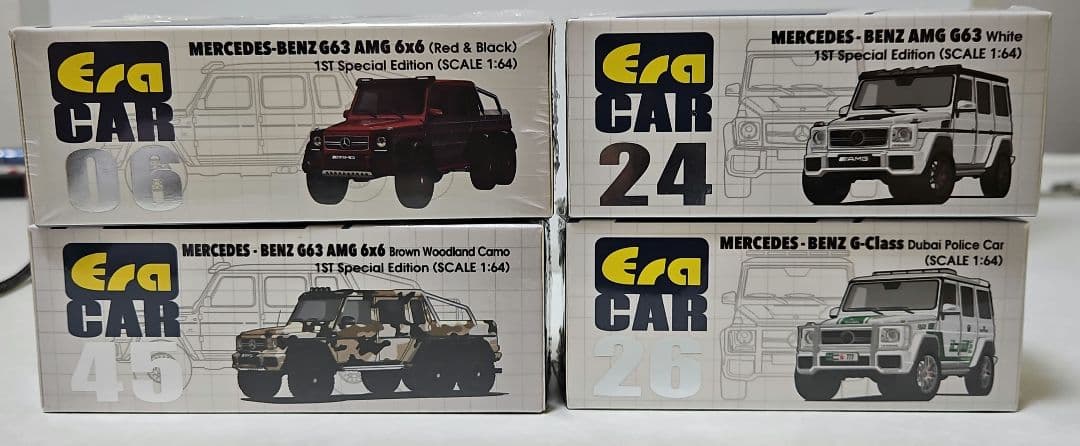 Era
CAR
06
MERCEDES-BENZ G63 AMG 6x6 (Red & Black)
1ST Special Edition (SCALE 1:64)
AMG
Era
CAR
24
MERCEDES - BENZ AMG G63 White
1ST Special Edition (SCALE 1:64)
AMG
Era
CAR
45
MERCEDES - BENZ G63 AMG 6x6 Brown Woodland Camo
1ST Special Edition (SCALE 1:64)
Era
CAR
26
MERCEDES - BENZ G-Class Dubai Police Car
(SCALE 1:64)